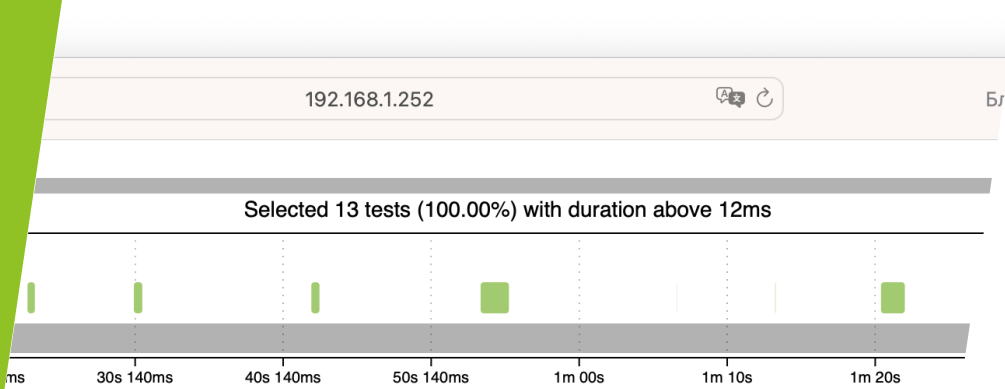 192.168.1.252
Selected 13 tests (100.00%) with duration above 12ms
ms 30s 140ms 40s 140ms 50s 140ms 1m 00s 1m 10s 1m 20s